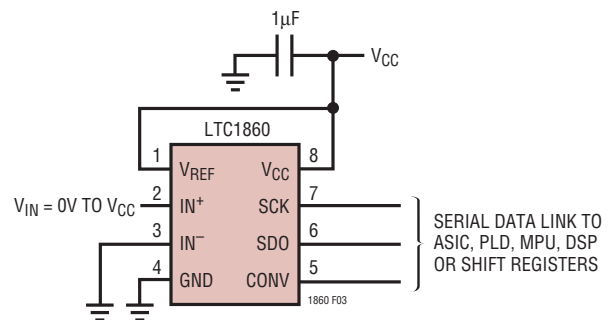 1µF
VCC
LTC1860
1 VREF VCC 8
VIN = 0V TO VCC 2 IN+ SCK 7
3 IN− SDO 6
4 GND CONV 5
SERIAL DATA LINK TO
ASIC, PLD, MPU, DSP
OR SHIFT REGISTERS
1860 F03